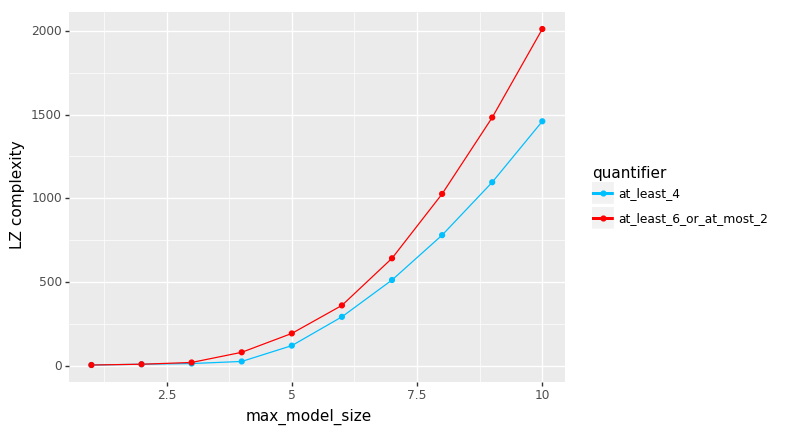 2000
1500
1000
500
0
LZ complexity
2.5
5
7.5
10
max_model_size
quantifier
at_least_4
at_least_6_or_at_most_2